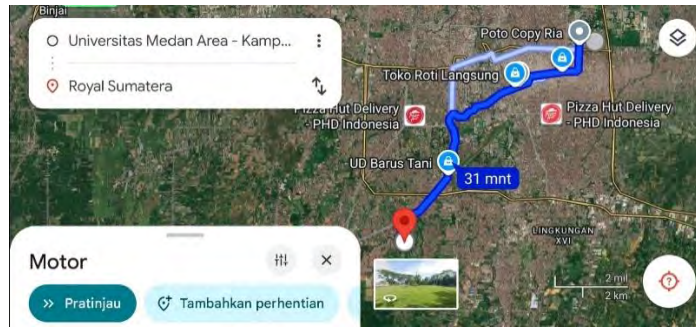 Binjai
Universitas Medan Area - Kamp...
Royal Sumatera
Poto Copy Ria
Toko Roti Langsung
Pizza Hut Delivery
- PHD Indonesia
Pizza Hut Delivery
- PHD Indonesia
UD Barus Tani
31 mnt
LINGKUNGAN
XVI
Motor
Pratinjau
Tambahkan perhentian
2 mil
2 km